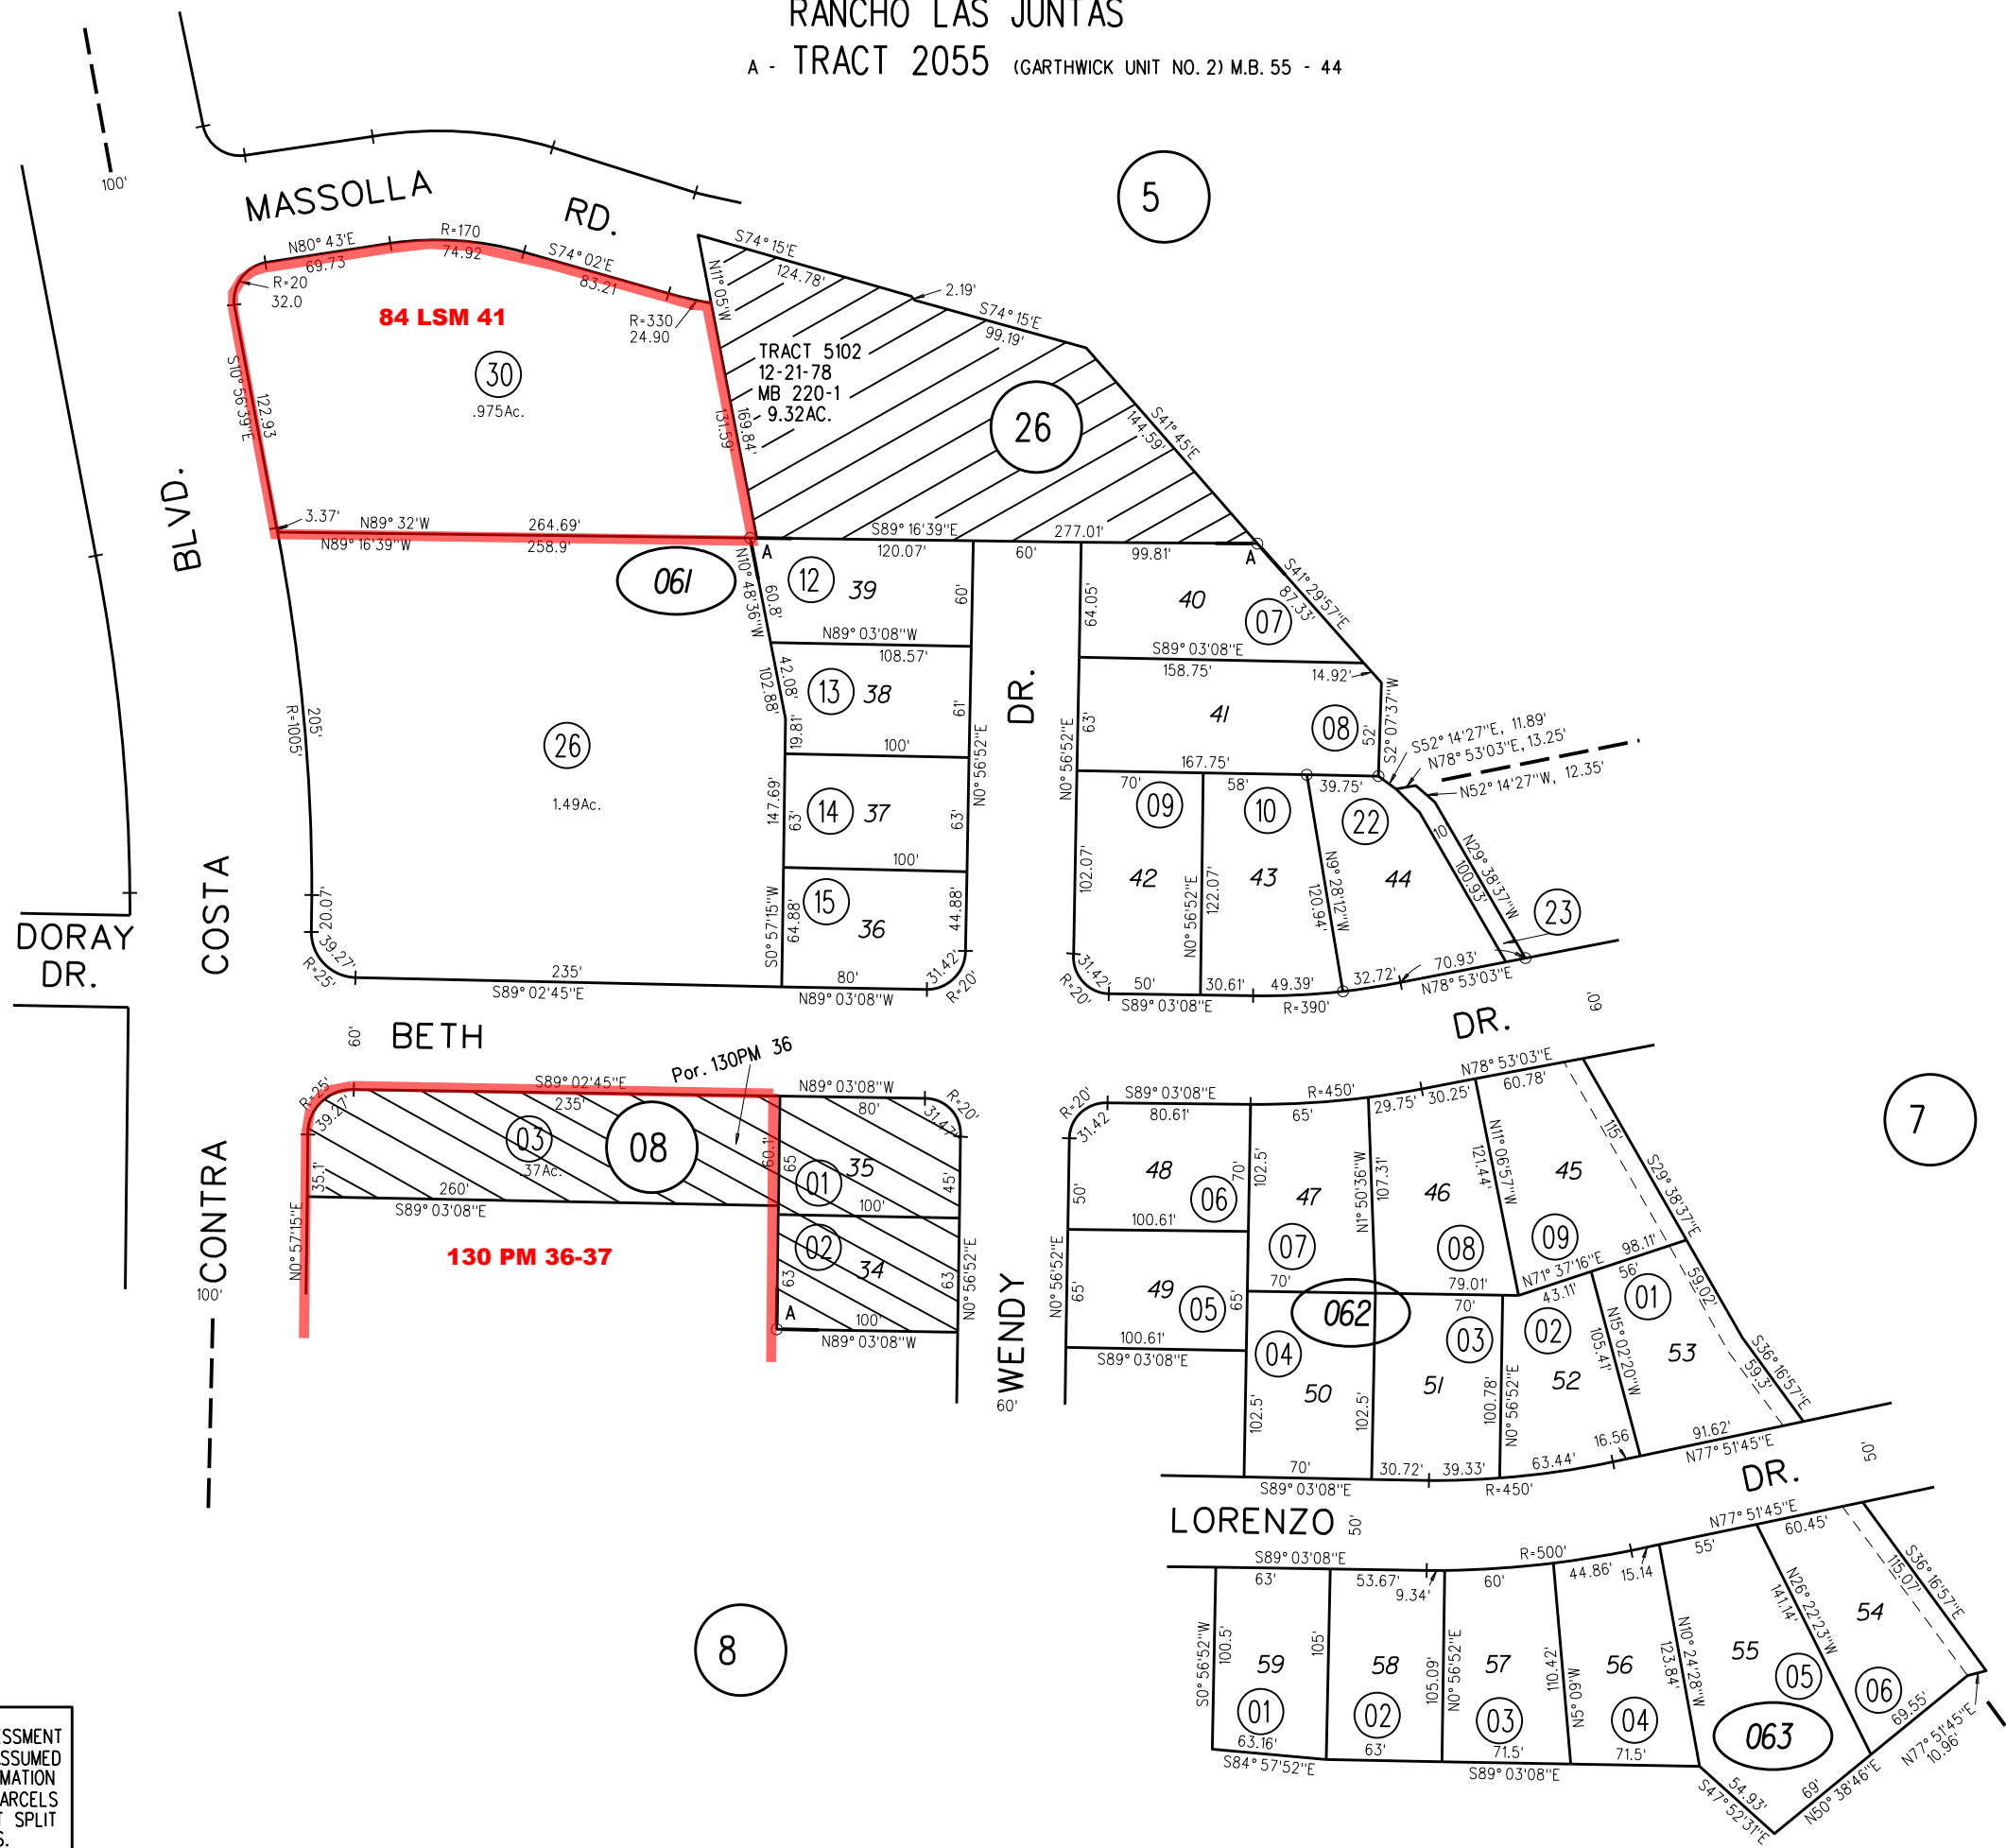 RANCHO LAS JUNTAS
A - TRACT 2055 (GARTHWICK UNIT NO. 2) M.B. 55 - 44
100'
MASSOLLA RD.
5
N80° 43'E
69.73
R=170
74.92
S74° 02'E
83.21
R=20
32.0
84 LSM 41
R=330
24.90
30
.975Ac.
S10° 56'39"E
122.93
N11° 05'W
131.59'
169.84'
S74° 15'E
124.78'
2.19'
S74° 15'E
99.19'
TRACT 5102
12-21-78
MB 220-1
9.32AC.
26
S41° 45'E
144.59'
3.37'
N89° 32'W
264.69'
N89° 16'39"W
258.9'
S89° 16'39"E
277.01'
A
120.07'
60'
99.81'
A
BLVD.
061
N10° 48'36"W
60.8'
12
39
60'
N89° 03'08"W
108.57'
42.08'
102.88'
13
38
61'
19.81'
100'
147.69'
63'
14
37
63'
100'
15
36
S0° 57'15"W
64.88'
44.88'
N0° 56'52"E
DR.
64.05'
40
07
S41° 29'57"E
87.33'
S89° 03'08"E
158.75'
14.92'
41
08
63'
N0° 56'52"E
52'
S2° 07'37"W
S52° 14'27"E, 11.89'
N78° 53'03"E, 13.25'
N52° 14'27"W, 12.35'
167.75'
70'
58'
39.75'
09
10
22
42
43
44
102.07'
N0° 56'52"E
122.07'
N9° 28'12"W
120.94'
10
100.93'
N29° 38'37"W
23
R=1005'
205'
26
1.49Ac.
20.07'
39.27'
R=25'
235'
S89° 02'45"E
80'
N89° 03'08"W
31.42'
R=20'
31.42'
R=20'
50'
30.61'
49.39'
32.72'
70.93'
S89° 03'08"E
R=390'
N78° 53'03"E
COSTA
DORAY
DR.
60'
BETH
DR.
60'
Por. 130PM 36
R=25'
39.27'
S89° 02'45"E
235'
N89° 03'08"W
80'
R=20'
31.47'
03
.37Ac.
08
60.1'
65
01
35
45'
35.1'
260'
S89° 03'08"E
100'
02
34
63
63
N0° 57'15"E
130 PM 36-37
A
100'
N89° 03'08"W
N0° 56'52"E
CONTRA
100'
WENDY
60'
R=20'
31.42'
S89° 03'08"E
80.61'
R=450'
65'
29.75'
30.25'
N78° 53'03"E
60.78'
7
48
06
70'
102.5'
47
N1° 50'36"W
107.31'
46
N11° 06'57"W
121.44'
45
115'
S29° 38'37"E
50'
100.61'
N0° 56'52"E
65'
49
05
65'
07
08
09
70'
79.01'
N71° 37'16"E
98.11'
100.61'
S89° 03'08"E
062
70'
43.11'
56'
01
04
03
02
59.02'
50
51
52
53
102.5'
102.5'
100.78'
N0° 56'52"E
105.41'
N15° 02'20"W
59.3'
S36° 16'57"E
70'
30.72'
39.33'
63.44'
16.56
91.62'
S89° 03'08"E
R=450'
N77° 51'45"E
LORENZO
50'
DR.
50'
S89° 03'08"E
63'
53.67'
9.34'
60'
R=500'
44.86'
15.14
55'
N77° 51'45"E
60.45'
S36° 16'57"E
115.07'
8
S0° 56'52"W
100.5'
59
105'
58
105.09'
N0° 56'52"E
57
110.42'
N5° 09'W
56
N10° 24'28"W
123.84'
55
N26° 22'23"W
141.14'
54
01
02
03
04
05
06
63.16'
S84° 57'52"E
63'
71.5'
S89° 03'08"E
71.5'
063
54.93'
S47° 52'31"E
69'
69.55'
N50° 38'46"E
N77° 51'45"E
10.96'
ESSMENT
ASSUMED
MATION
ARCELS
T SPLIT
S.